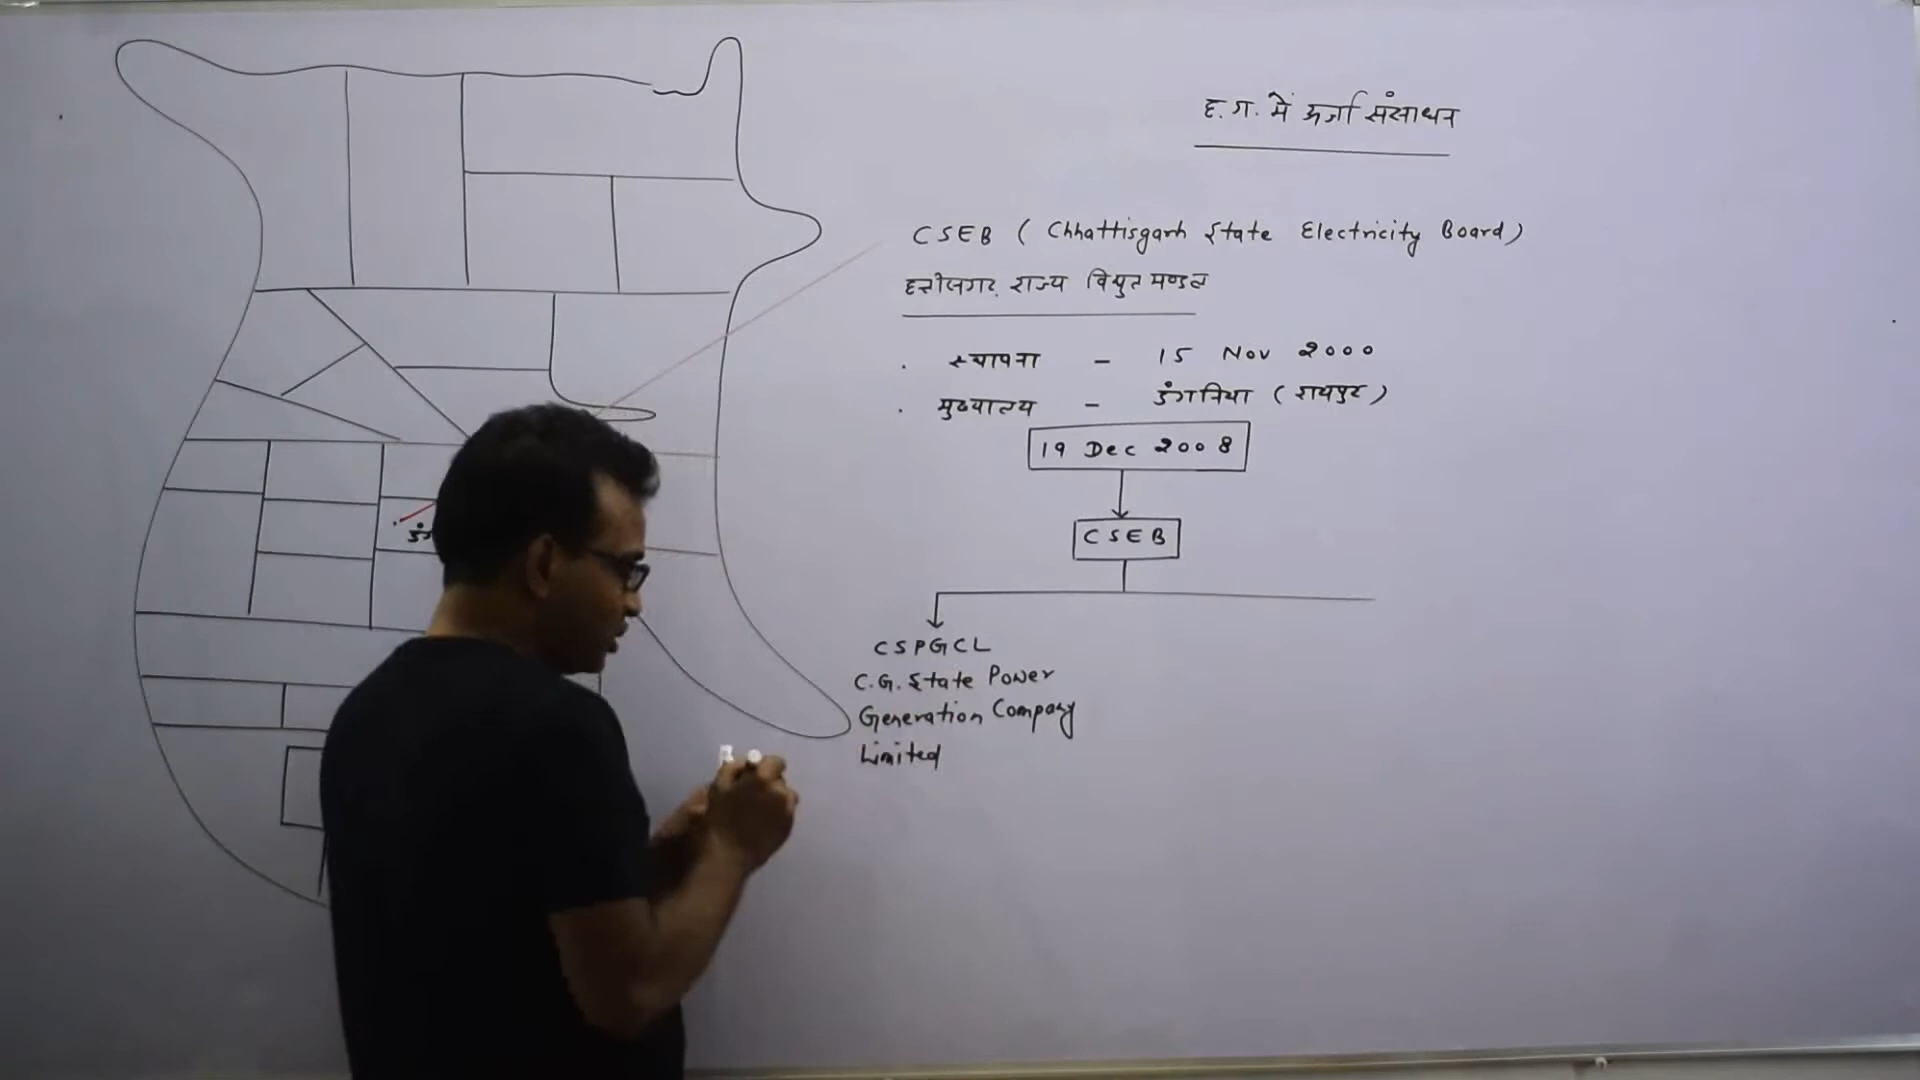 छ.ग. में ऊर्जा संसाधन
CSEB ( Chhattisgarh State Electricity Board )
छत्तीसगढ़ राज्य विद्युत मण्डल
. स्थापना - 15 Nov 2000
. मुख्यालय - डंगनिया ( रायपुर )
19 Dec 2008
CSEB
CSPGCL
C.G. State Power
Generation Company
Limited